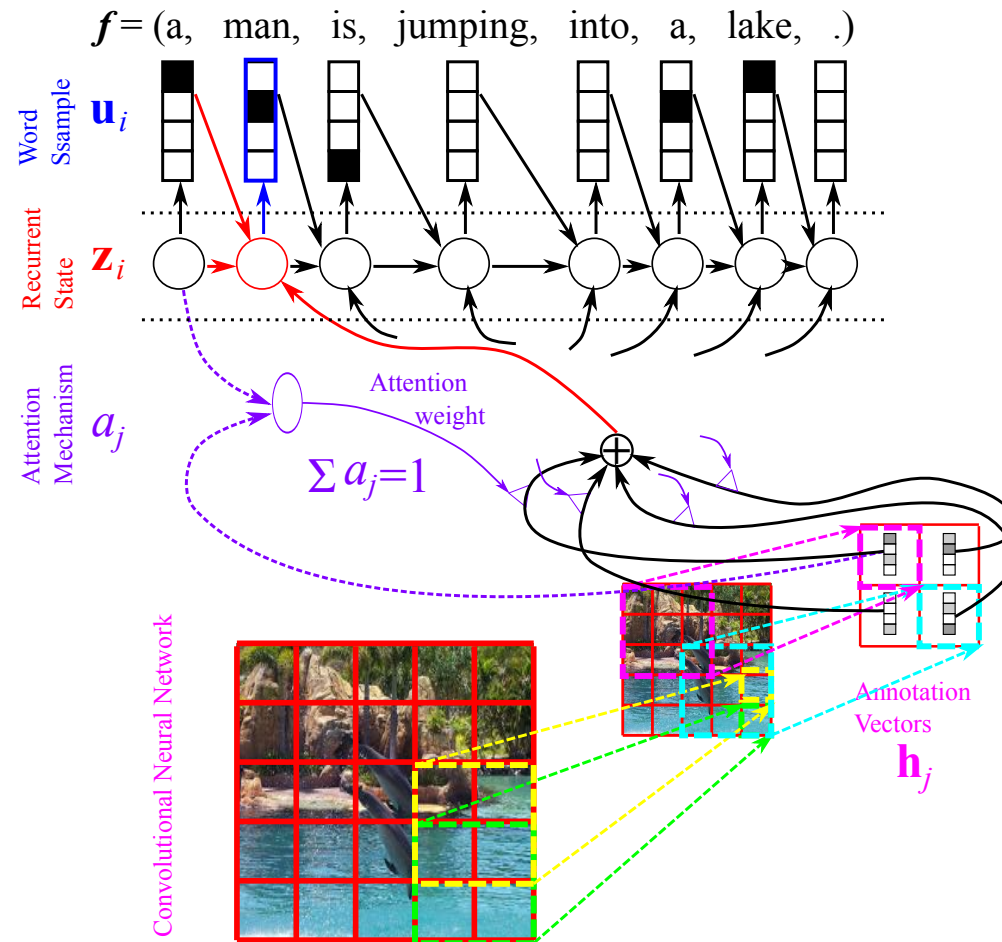 f = (a, man, is, jumping, into, a, lake, .)
Word
Ssample
u_i
Recurrent
State
z_i
Attention
Mechanism
a_j
Attention
weight
∑ a_j=1
Convolutional Neural Network
Annotation
Vectors
h_j